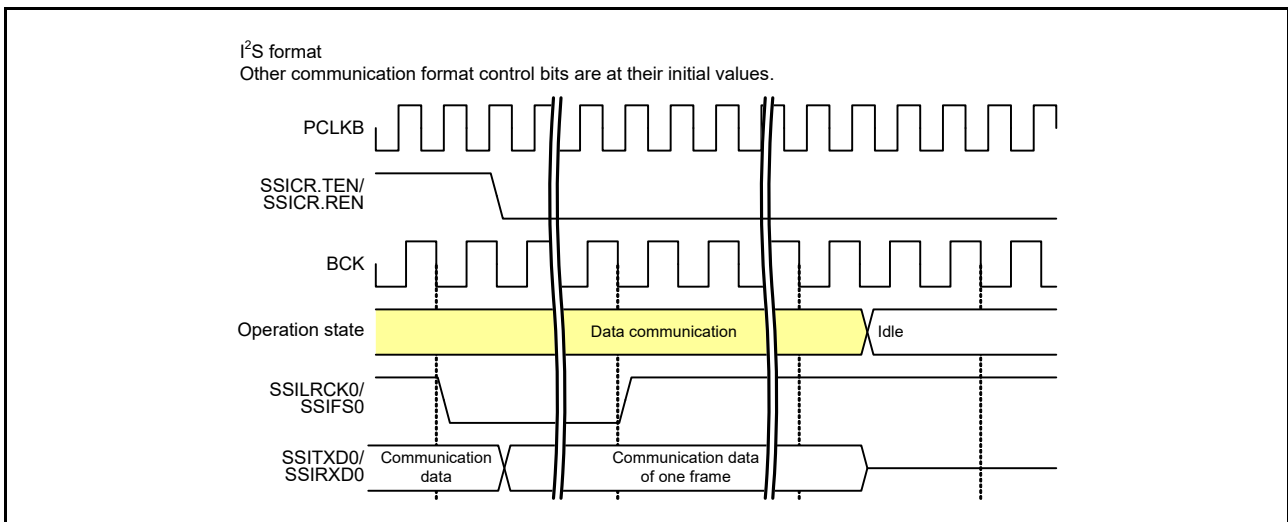 I²S format
Other communication format control bits are at their initial values.
PCLKB
SSICR.TEN/
SSICR.REN
BCK
Operation state
Data communication
Idle
SSILRCK0/
SSIFS0
SSITXD0/
SSIRXD0
Communication
data
Communication data
of one frame